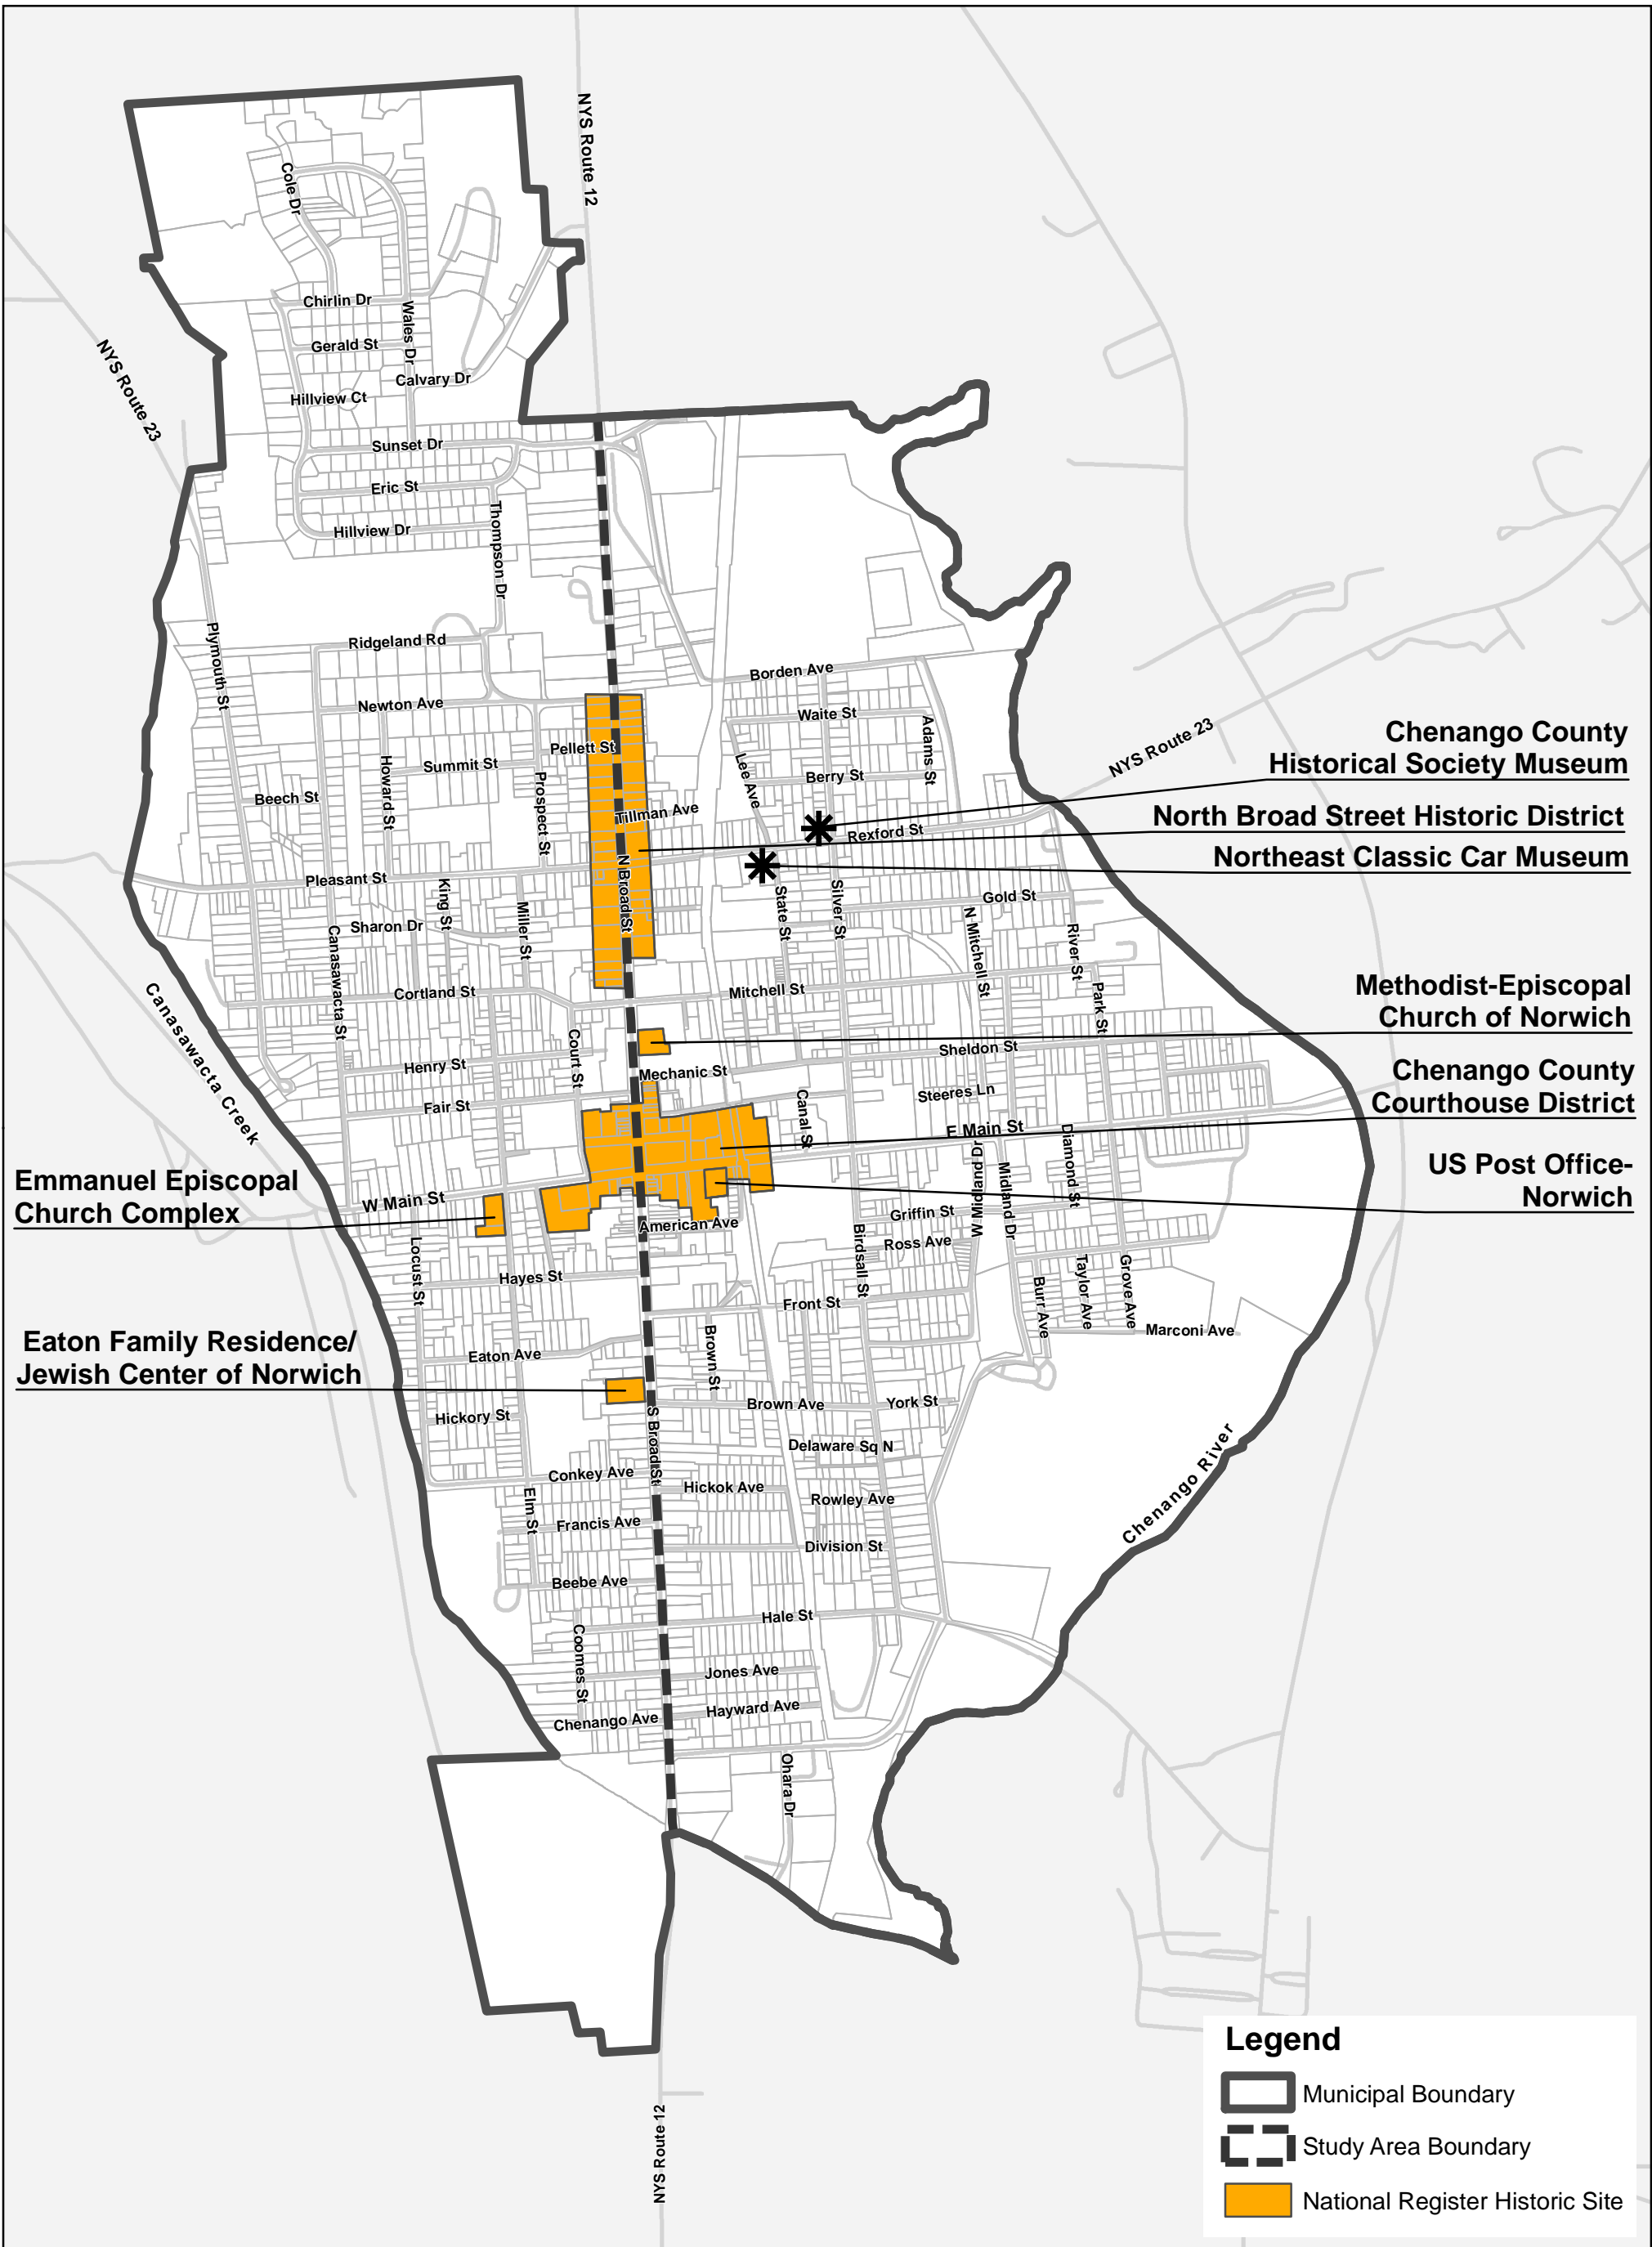 NYS Route 12
Cole Dr
Chirlin Dr
Wales Dr
Gerald St
NYS Route 23
Calvary Dr
Hillview Ct
Sunset Dr
Eric St
Thompson Dr
Hillview Dr
Plymouth St
Ridgeland Rd
Borden Ave
Newton Ave
Waite St
Adams St
NYS Route 23
Chenango County
Historical Society Museum
Pellett St
Lee Ave
Summit St
Howard St
Berry St
Beech St
Prospect St
Tillman Ave
North Broad Street Historic District
Rexford St
Northeast Classic Car Museum
Pleasant St
N Broad St
King St
State St
Silver St
Gold St
Miller St
Sharon Dr
N Mitchell St
River St
Canasawacta St
Cortland St
Mitchell St
Park St
Methodist-Episcopal
Church of Norwich
Canasawacta Creek
Court St
Sheldon St
Henry St
Mechanic St
Chenango County
Courthouse District
Steeres Ln
Fair St
Canal St
E Main St
Diamond St
US Post Office-
Norwich
Emmanuel Episcopal
Church Complex
W Main St
W Midland Dr
Midland Dr
American Ave
Griffin St
Birdsall St
Ross Ave
Locust St
Hayes St
Taylor Ave
Grove Ave
Burr Ave
Front St
Marconi Ave
Eaton Family Residence/
Jewish Center of Norwich
Brown St
Eaton Ave
Brown Ave
York St
Hickory St
S Broad St
Delaware Sq N
Chenango River
Conkey Ave
Hickok Ave
Rowley Ave
Elm St
Francis Ave
Division St
Beebe Ave
Hale St
Coomes St
Jones Ave
Hayward Ave
Chenango Ave
Ohara Dr
NYS Route 12
Legend
Municipal Boundary
Study Area Boundary
National Register Historic Site